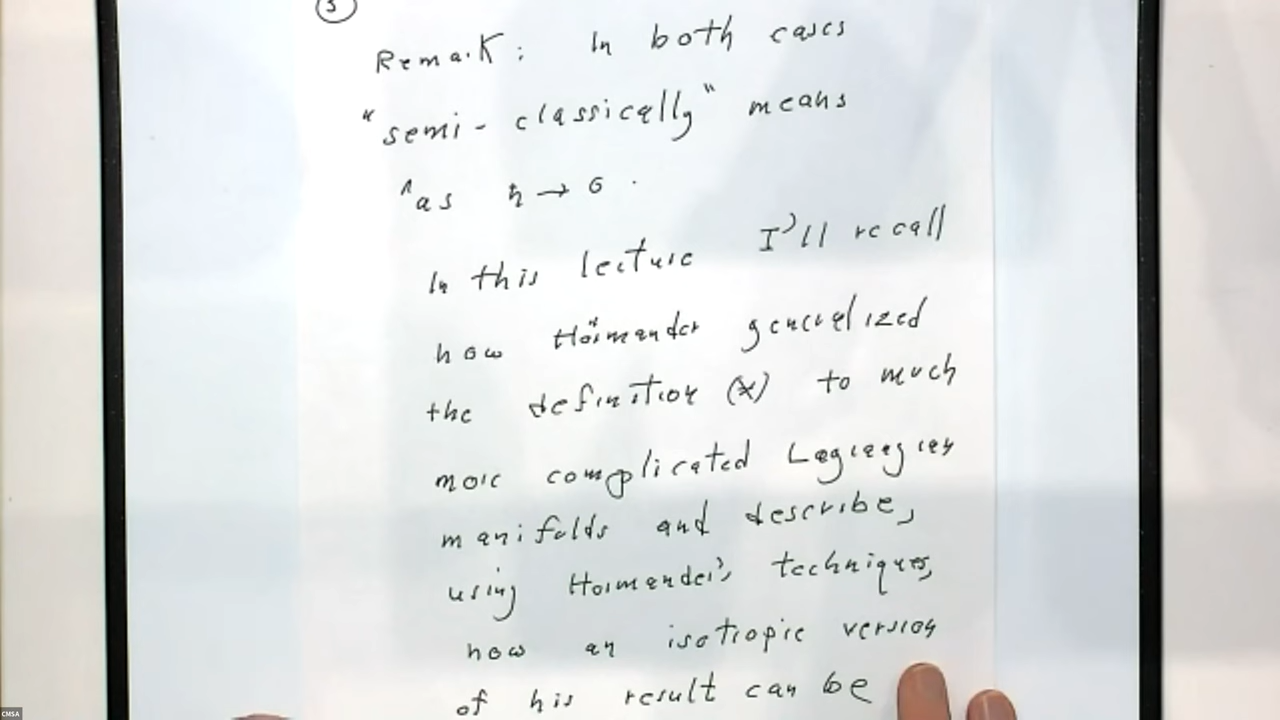 3
Remark: In both cases
"semi-classically" means
"as ħ → 0.
In this lecture I'll recall
how Hörmander generalized
the definition (*) to much
more complicated Lagrangian
manifolds and describe,
using Hormander's techniques,
how an isotropic version
of his result can be
CMSA